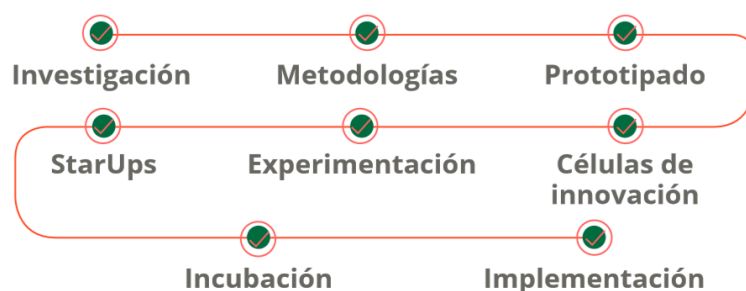 Investigación Metodologías Prototipado
StarUps Experimentación Células de
innovación
Incubación Implementación